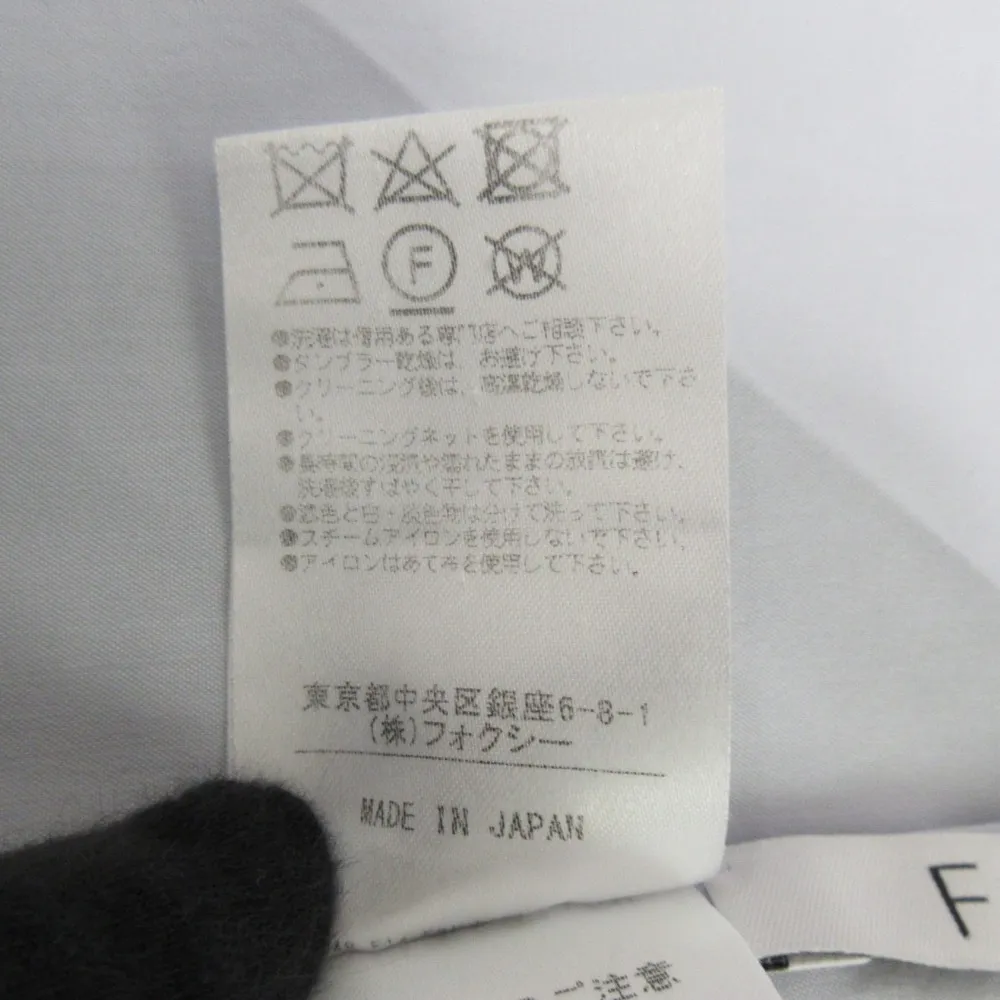 F
W
●洗濯は信用ある専門店へご相談下さい。
●タンブラー乾燥は、お避け下さい。
●クリーニング後は、高温乾燥しないで下さ
い。
●クリーニングネットを使用して下さい。
●長時間の浸漬や濡れたままの放置は避け、
洗濯後すばやく干して下さい。
●濃色と白・淡色物は分けて洗って下さい。
●スチームアイロンを使用しないで下さい。
●アイロンはあて布を使用して下さい。
東京都中央区銀座6-8-1
(株)フォクシー
MADE IN JAPAN
F
ご注意